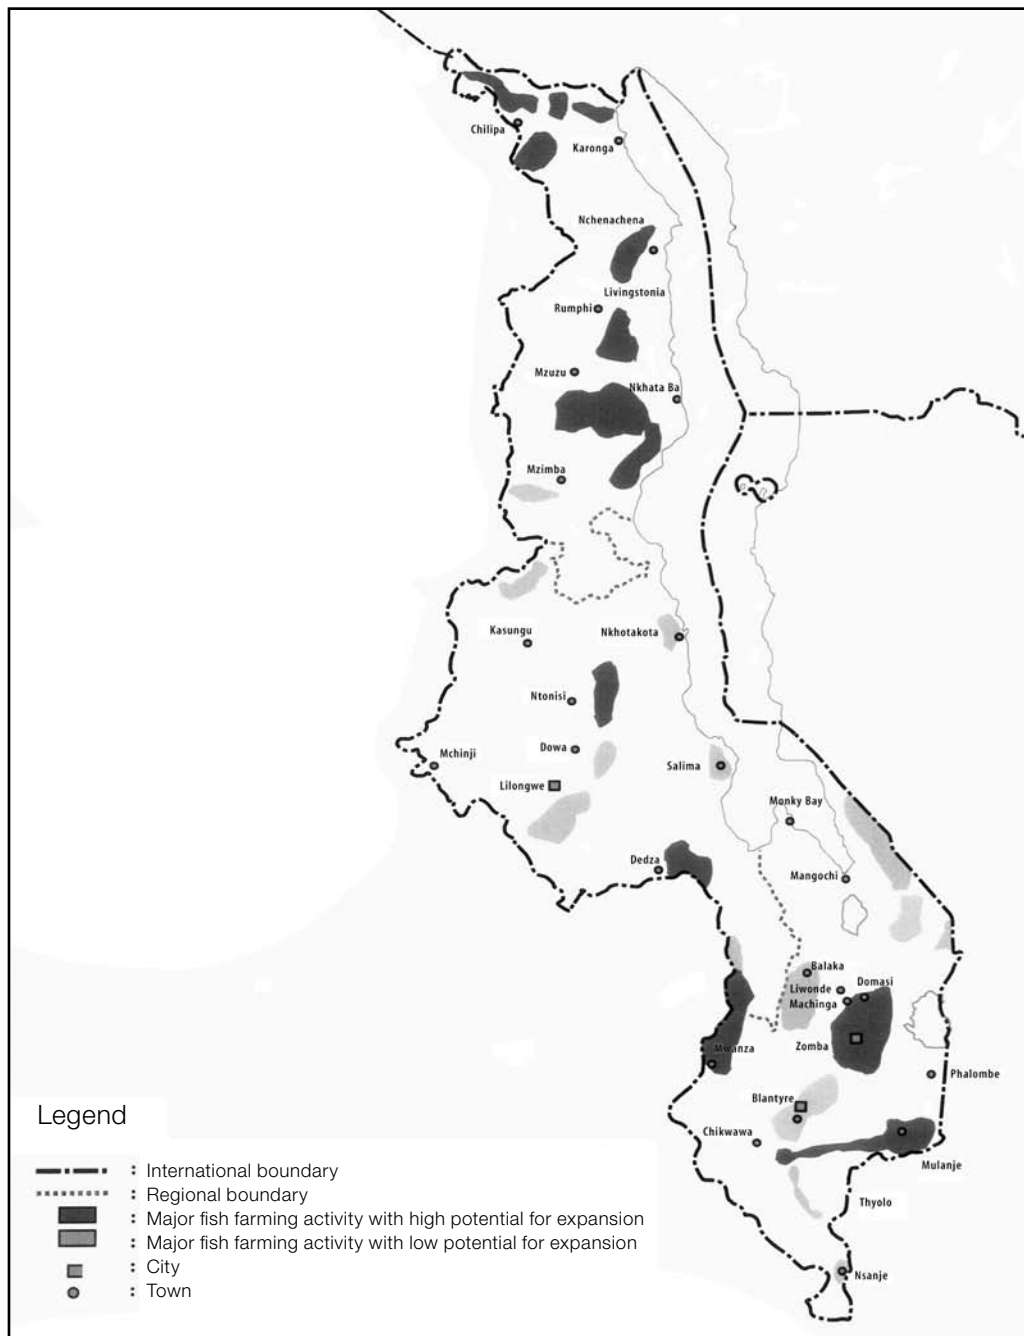 Chilipa
Karonga
Nchenachena
Livingstonia
Rumphi
Mzuzu
Nkhata Ba
Mzimba
Kasungu
Nkhotakota
Ntonisi
Dowa
Mchinji
Salima
Lilongwe
Monky Bay
Dedza
Mangochi
Balaka
Liwonde
Domasi
Machinga
Zomba
Mwanza
Phalombe
Blantyre
Chikwawa
Mulanje
Thyolo
Nsanje
Legend
: International boundary
: Regional boundary
: Major fish farming activity with high potential for expansion
: Major fish farming activity with low potential for expansion
: City
: Town